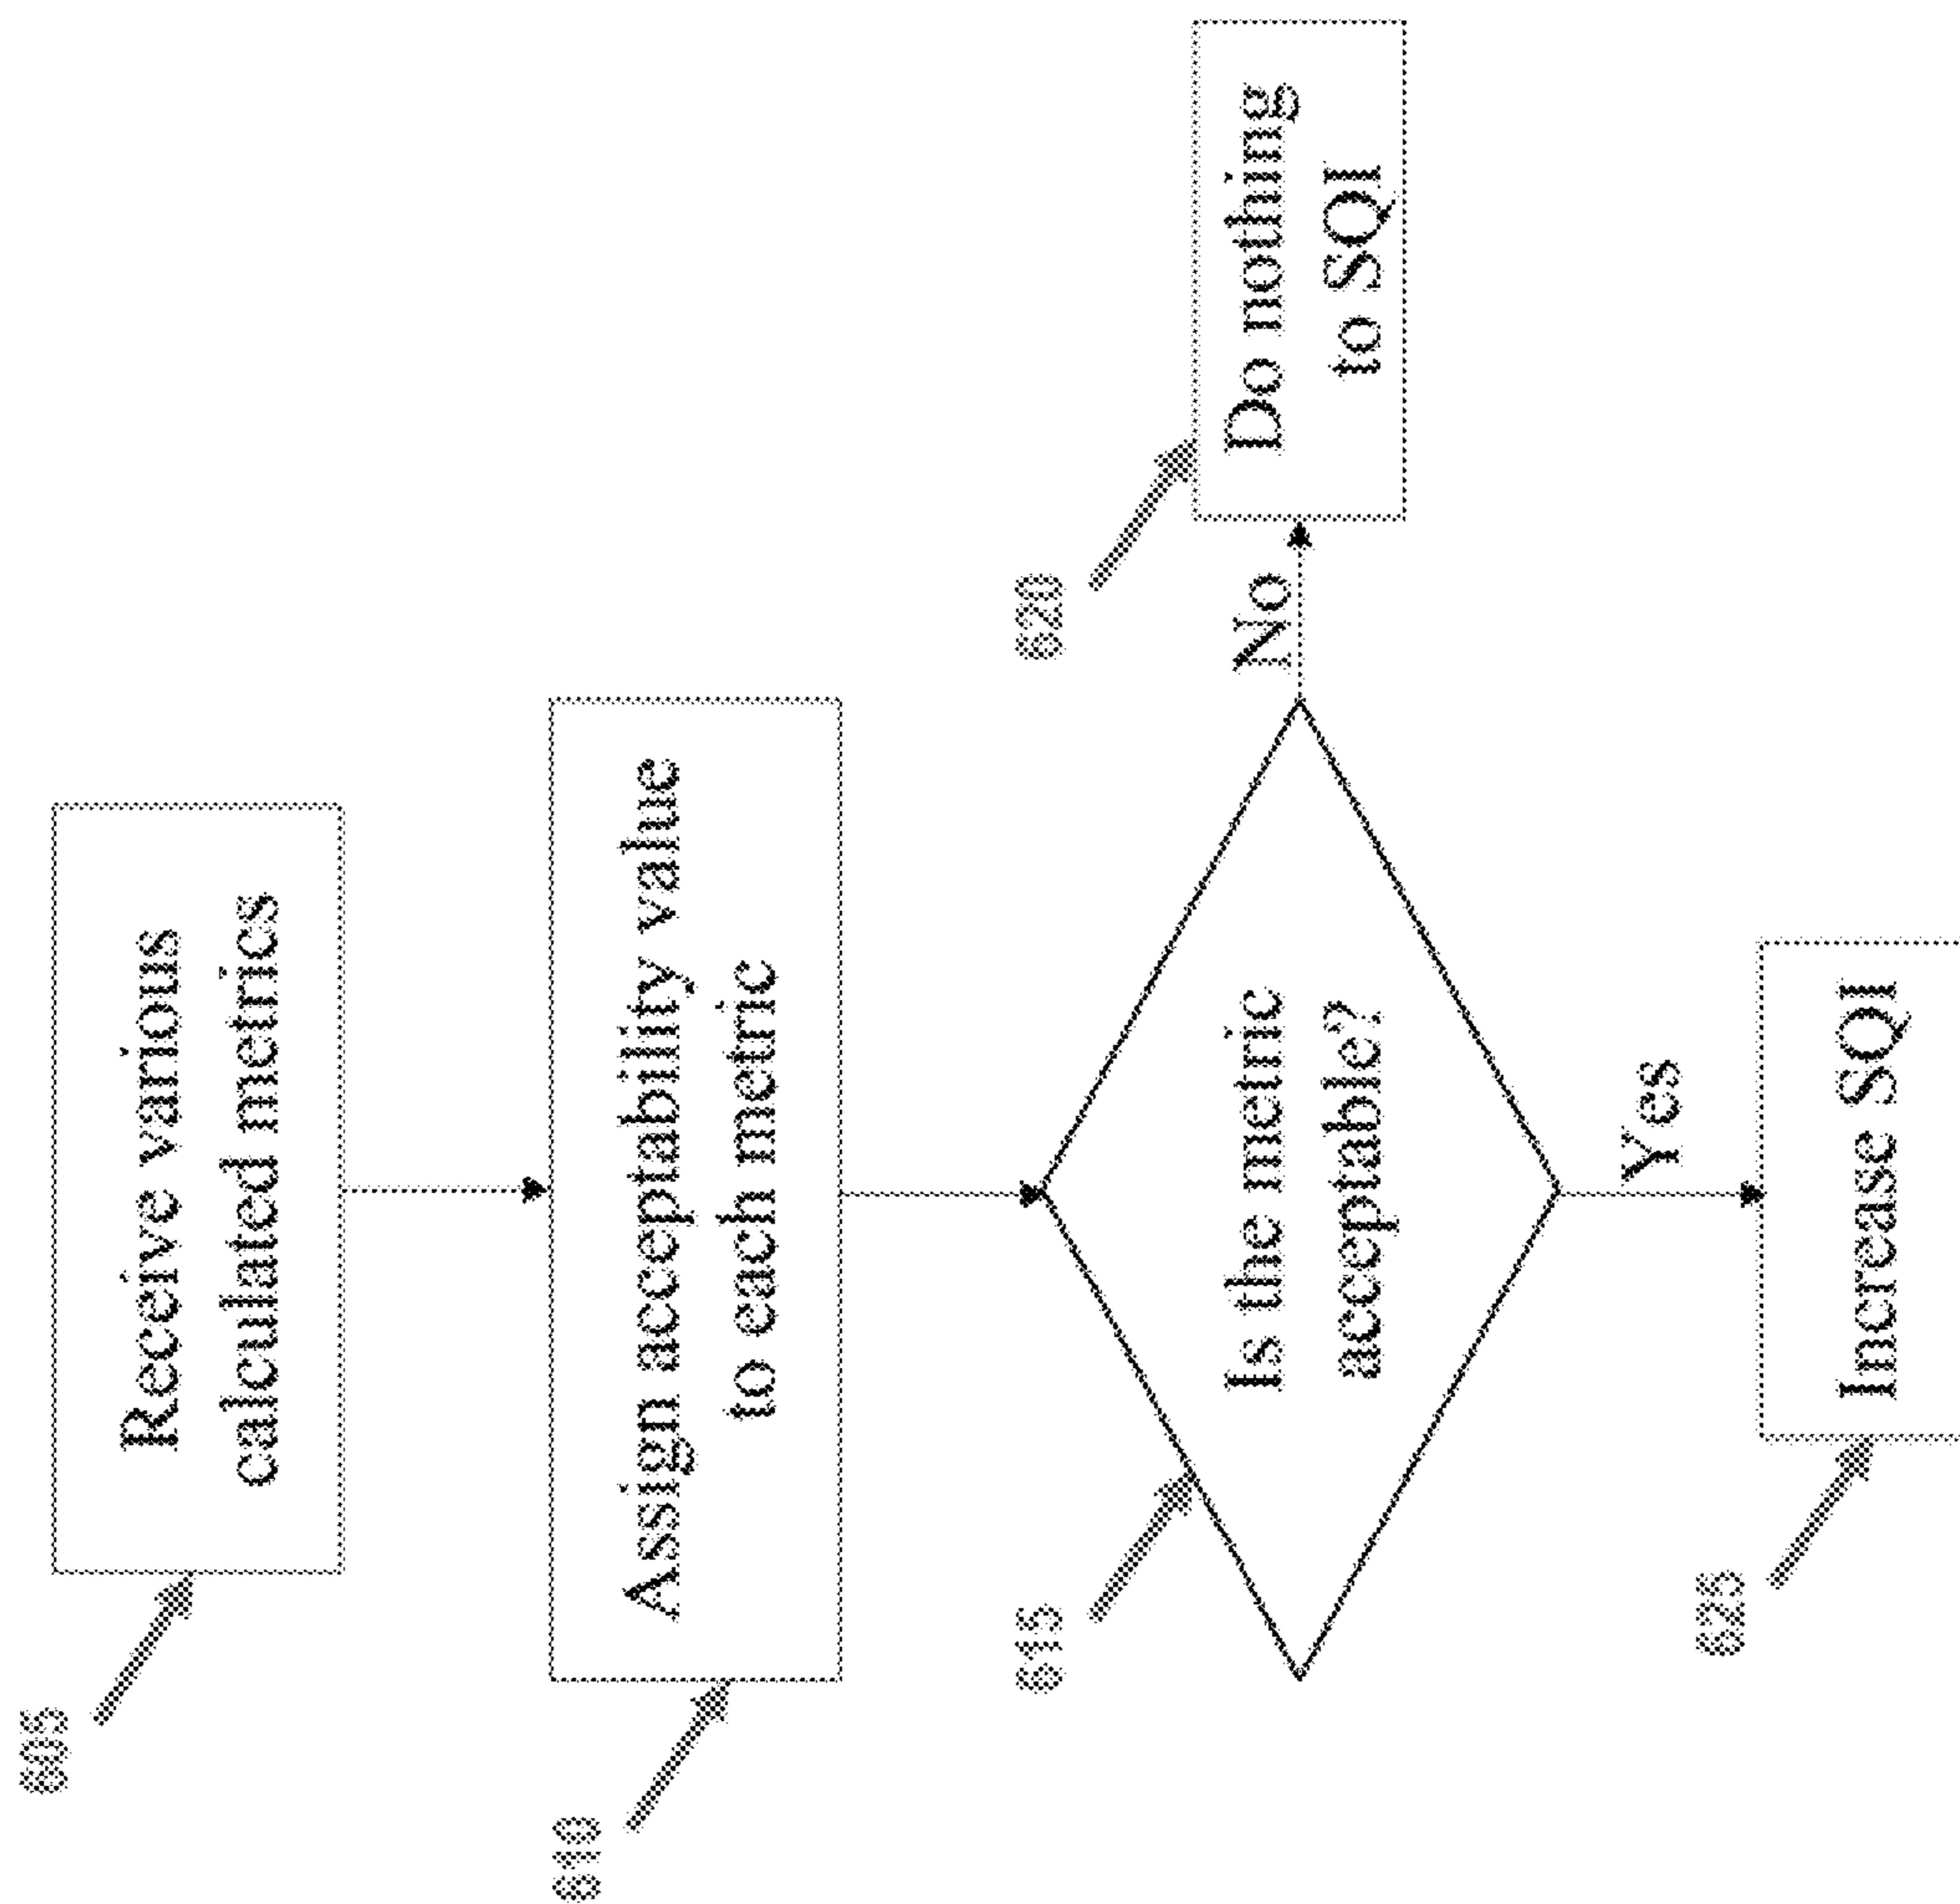 605
Receive various
calculated metrics
610
Assign acceptability value
to each metric
615
Is the metric
acceptable?
No
620
Do nothing
to SQI
Yes
625
Increase SQI